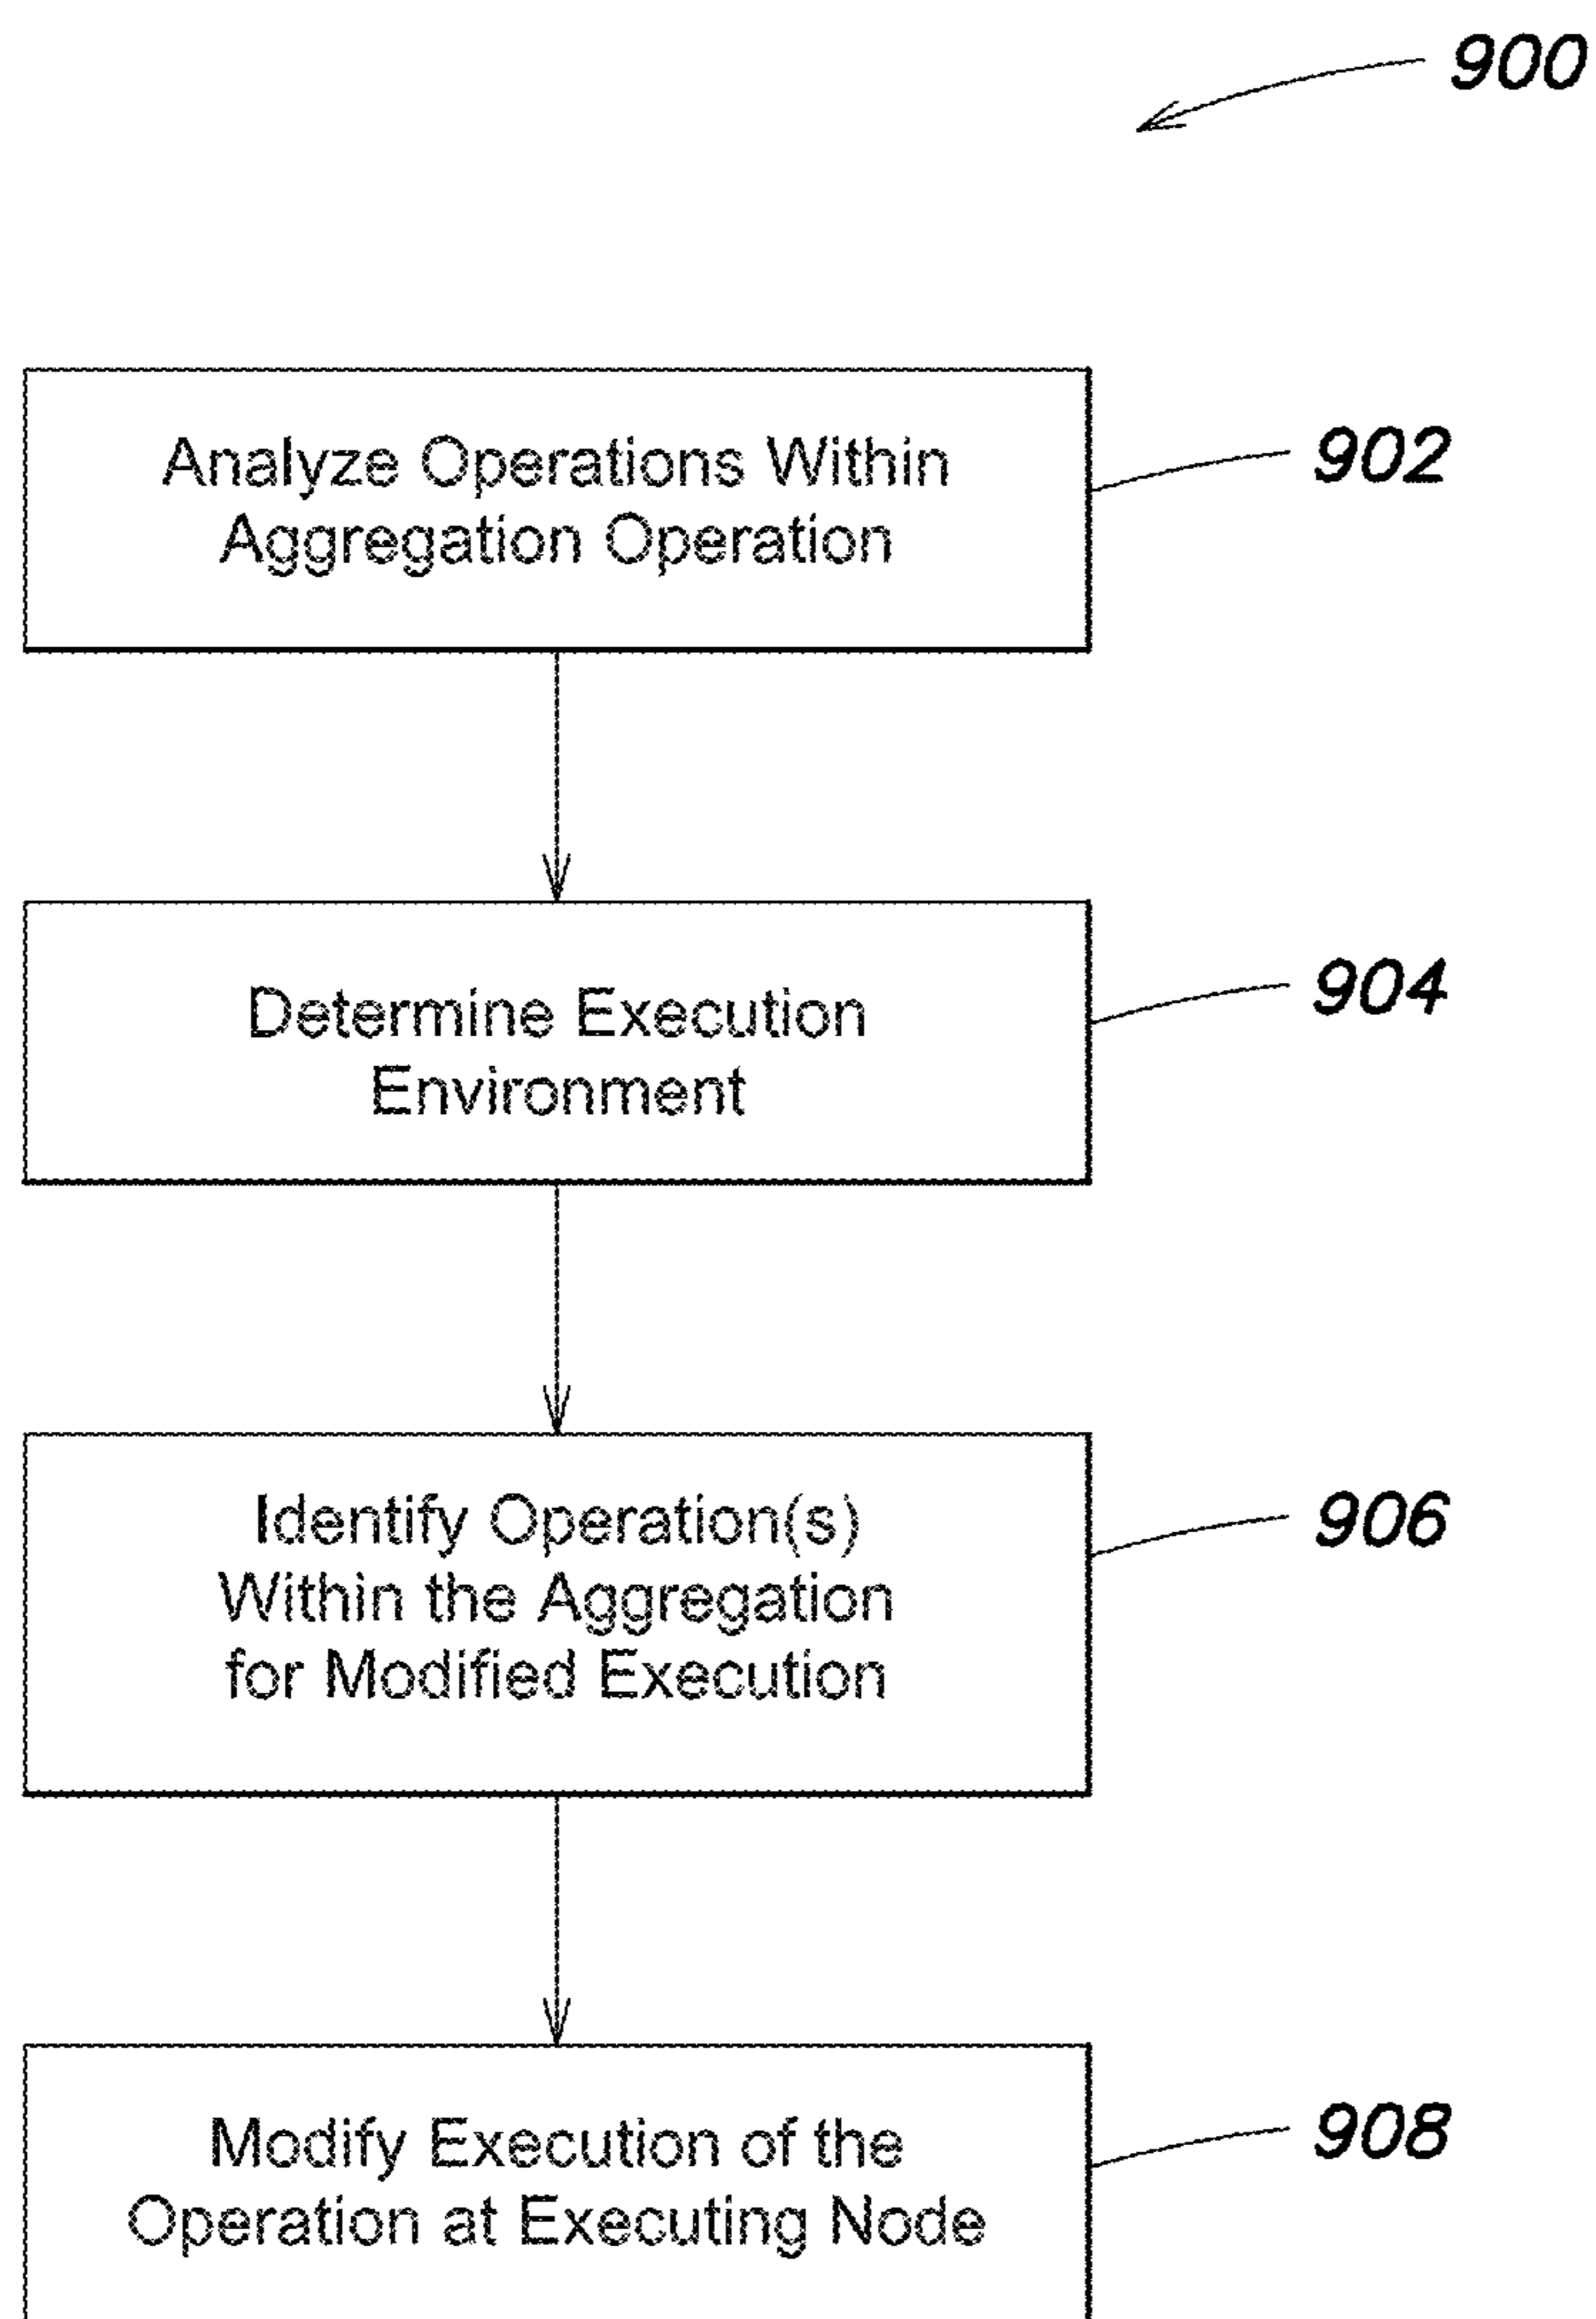 900
Analyze Operations Within
Aggregation Operation
902
Determine Execution
Environment
904
Identify Operation(s)
Within the Aggregation
for Modified Execution
906
Modify Execution of the
Operation at Executing Node
908